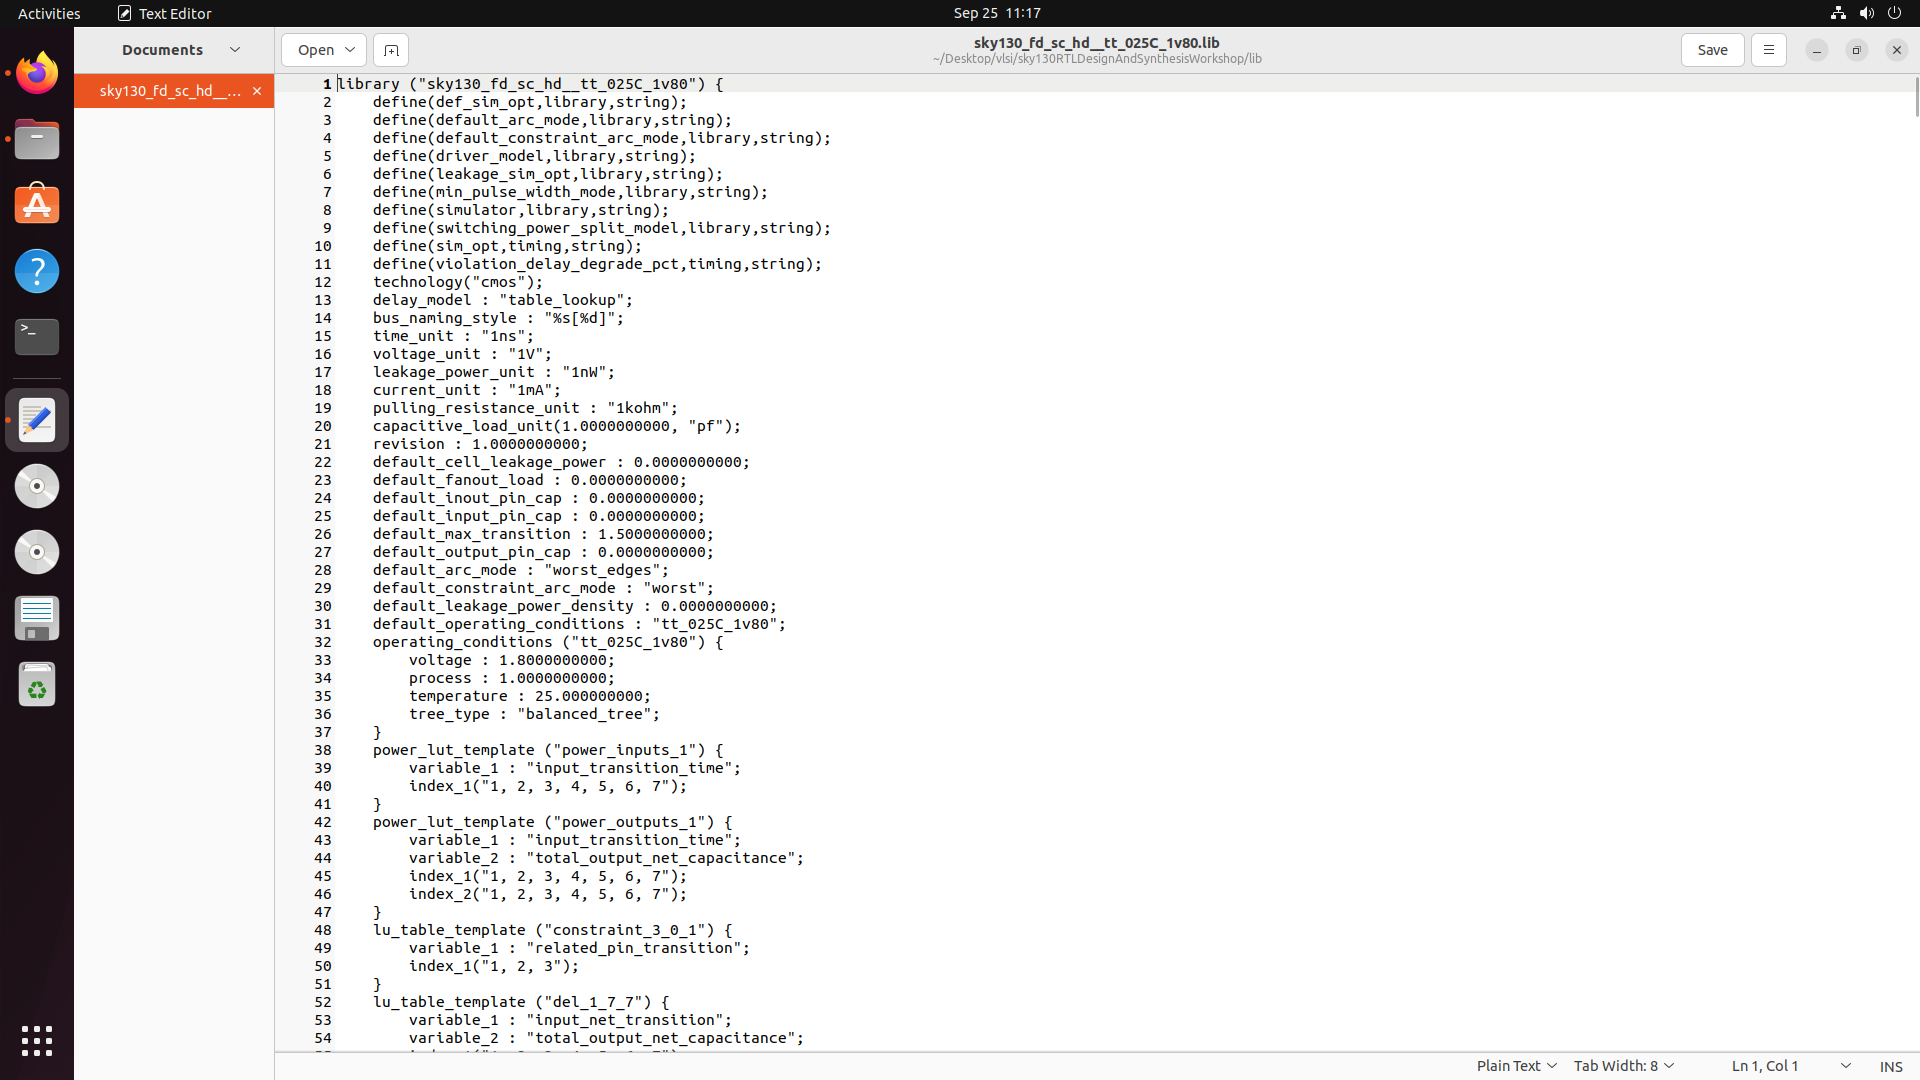 Activities
Text Editor
Sep 25 11:17
Documents
Open
sky130_fd_sc_hd__tt_025C_1v80.lib
~/Desktop/vlsi/sky130RTLDesignAndSynthesisWorkshop/lib
Save
sky130_fd_sc_hd__...
1 library ("sky130_fd_sc_hd__tt_025C_1v80") {
2     define(def_sim_opt,library,string);
3     define(default_arc_mode,library,string);
4     define(default_constraint_arc_mode,library,string);
5     define(driver_model,library,string);
6     define(leakage_sim_opt,library,string);
7     define(min_pulse_width_mode,library,string);
8     define(simulator,library,string);
9     define(switching_power_split_model,library,string);
10     define(sim_opt,timing,string);
11     define(violation_delay_degrade_pct,timing,string);
12     technology("cmos");
13     delay_model : "table_lookup";
14     bus_naming_style : "%s[%d]";
15     time_unit : "1ns";
16     voltage_unit : "1V";
17     leakage_power_unit : "1nW";
18     current_unit : "1mA";
19     pulling_resistance_unit : "1kohm";
20     capacitive_load_unit(1.0000000000, "pf");
21     revision : 1.0000000000;
22     default_cell_leakage_power : 0.0000000000;
23     default_fanout_load : 0.0000000000;
24     default_inout_pin_cap : 0.0000000000;
25     default_input_pin_cap : 0.0000000000;
26     default_max_transition : 1.5000000000;
27     default_output_pin_cap : 0.0000000000;
28     default_arc_mode : "worst_edges";
29     default_constraint_arc_mode : "worst";
30     default_leakage_power_density : 0.0000000000;
31     default_operating_conditions : "tt_025C_1v80";
32     operating_conditions ("tt_025C_1v80") {
33         voltage : 1.8000000000;
34         process : 1.0000000000;
35         temperature : 25.000000000;
36         tree_type : "balanced_tree";
37     }
38     power_lut_template ("power_inputs_1") {
39         variable_1 : "input_transition_time";
40         index_1("1, 2, 3, 4, 5, 6, 7");
41     }
42     power_lut_template ("power_outputs_1") {
43         variable_1 : "input_transition_time";
44         variable_2 : "total_output_net_capacitance";
45         index_1("1, 2, 3, 4, 5, 6, 7");
46         index_2("1, 2, 3, 4, 5, 6, 7");
47     }
48     lu_table_template ("constraint_3_0_1") {
49         variable_1 : "related_pin_transition";
50         index_1("1, 2, 3");
51     }
52     lu_table_template ("del_1_7_7") {
53         variable_1 : "input_net_transition";
54         variable_2 : "total_output_net_capacitance";
Plain Text
Tab Width: 8
Ln 1, Col 1
INS